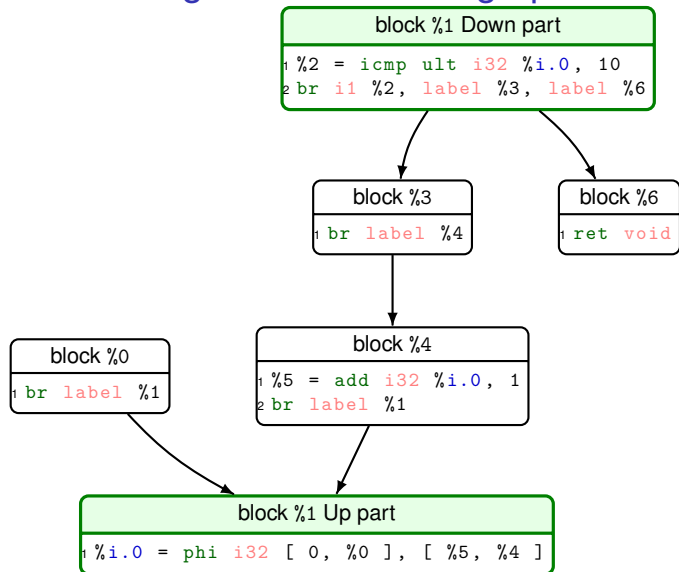 block %1 Down part
1 %2 = icmp ult i32 %i.0, 10
2 br i1 %2, label %3, label %6
block %3
1 br label %4
block %6
1 ret void
block %0
1 br label %1
block %4
1 %5 = add i32 %i.0, 1
2 br label %1
block %1 Up part
1 %i.0 = phi i32 [ 0, %0 ], [ %5, %4 ]